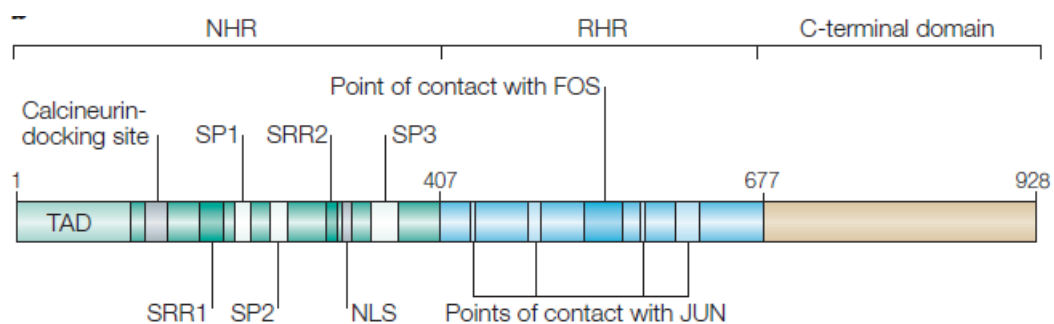 NHR RHR C-terminal domain
Point of contact with FOS
Calcineurin-
docking site SP1 SRR2 SP3
1 407 677 928
TAD
SRR1 SP2 NLS Points of contact with JUN